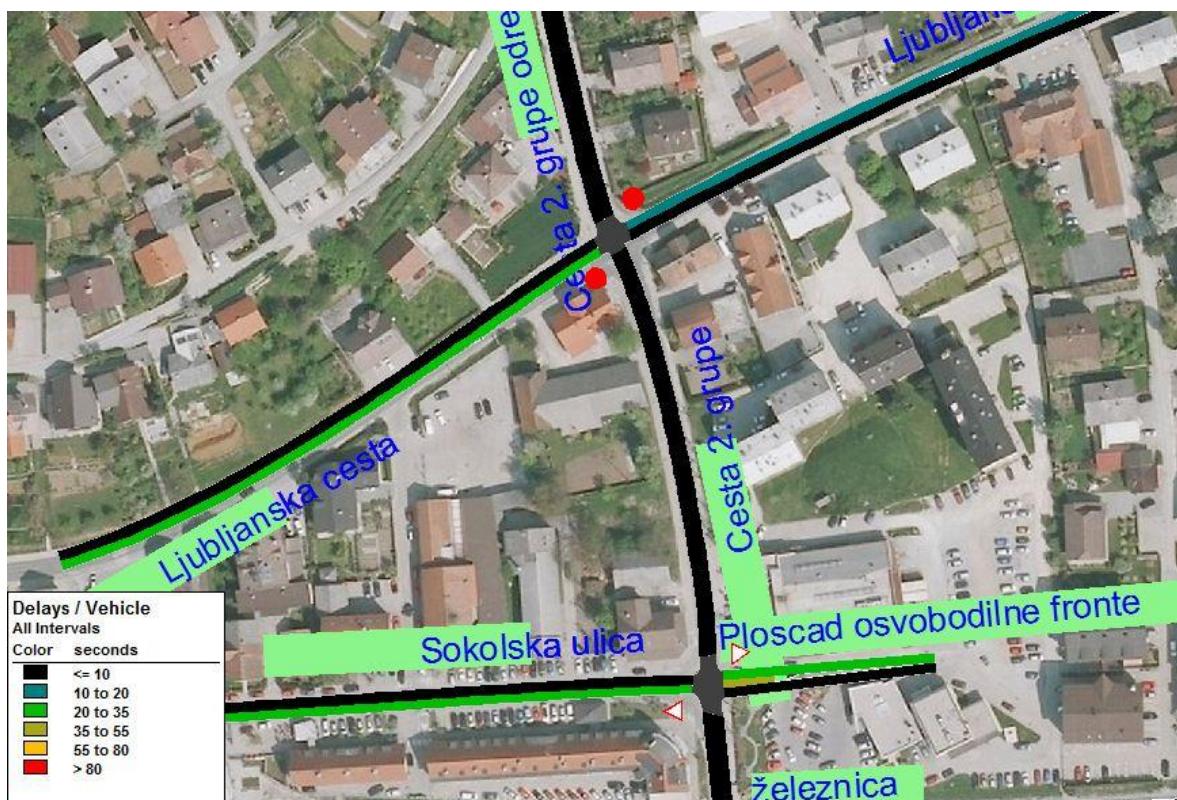 Cesta 2. grupe odre
Ljubljans
Cesta 2. grupe
Ljubljanska cesta
Sokolska ulica
Ploscad osvobodilne fronte
železnica
Delays / Vehicle
All Intervals
Color seconds
<= 10
10 to 20
20 to 35
35 to 55
55 to 80
> 80